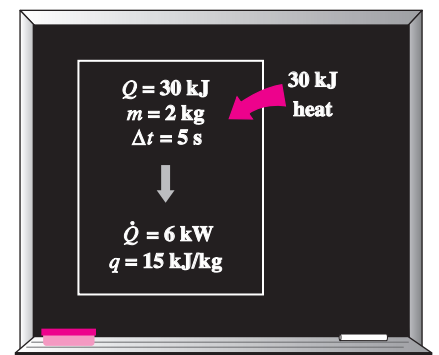 Q = 30 kJ
m = 2 kg
Δt = 5 s
30 kJ
heat
Q̇ = 6 kW
q = 15 kJ/kg